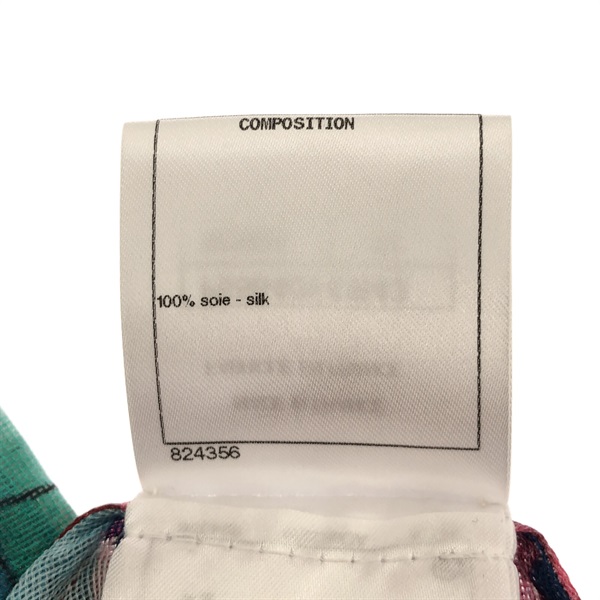 COMPOSITION
100% soie - silk
824356